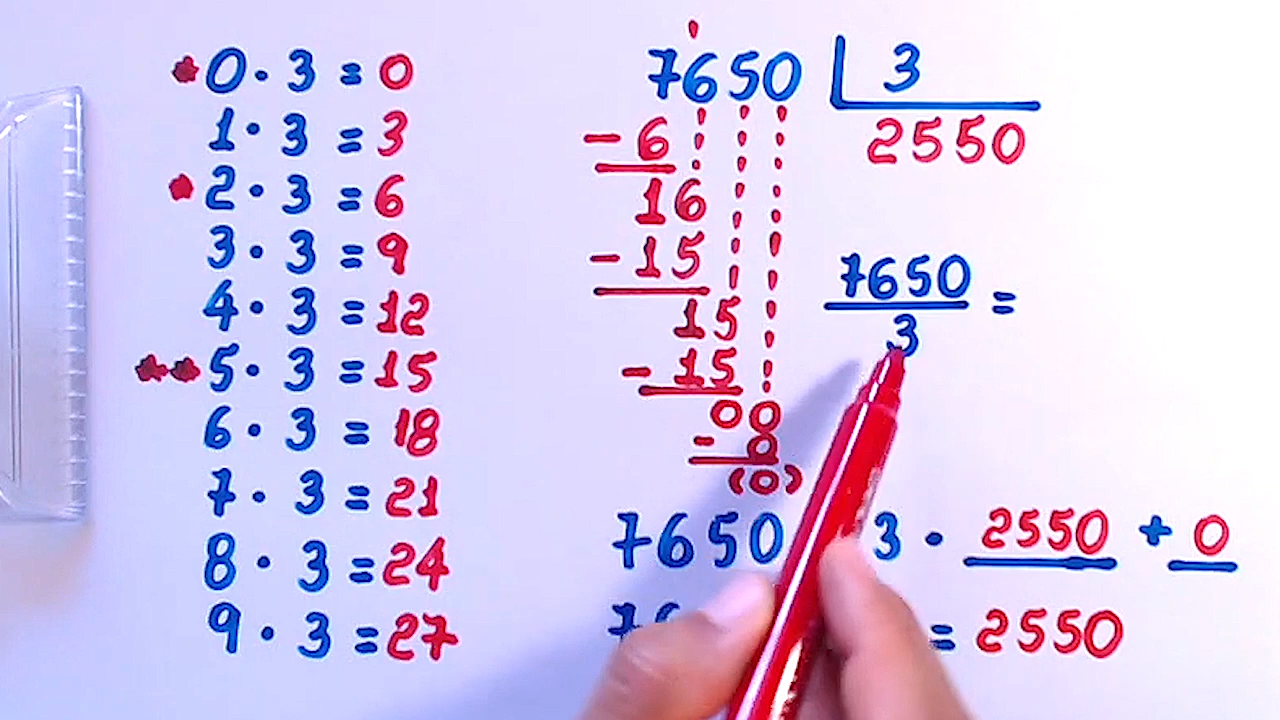 0 · 3 = 0
1 · 3 = 3
2 · 3 = 6
3 · 3 = 9
4 · 3 = 12
5 · 3 = 15
6 · 3 = 18
7 · 3 = 21
8 · 3 = 24
9 · 3 = 27
7650 3
- 6 2550
16
- 15
15
- 15
00
- 0
(0)
7650
3 =
7650 3 · 2550 + 0
= 2550